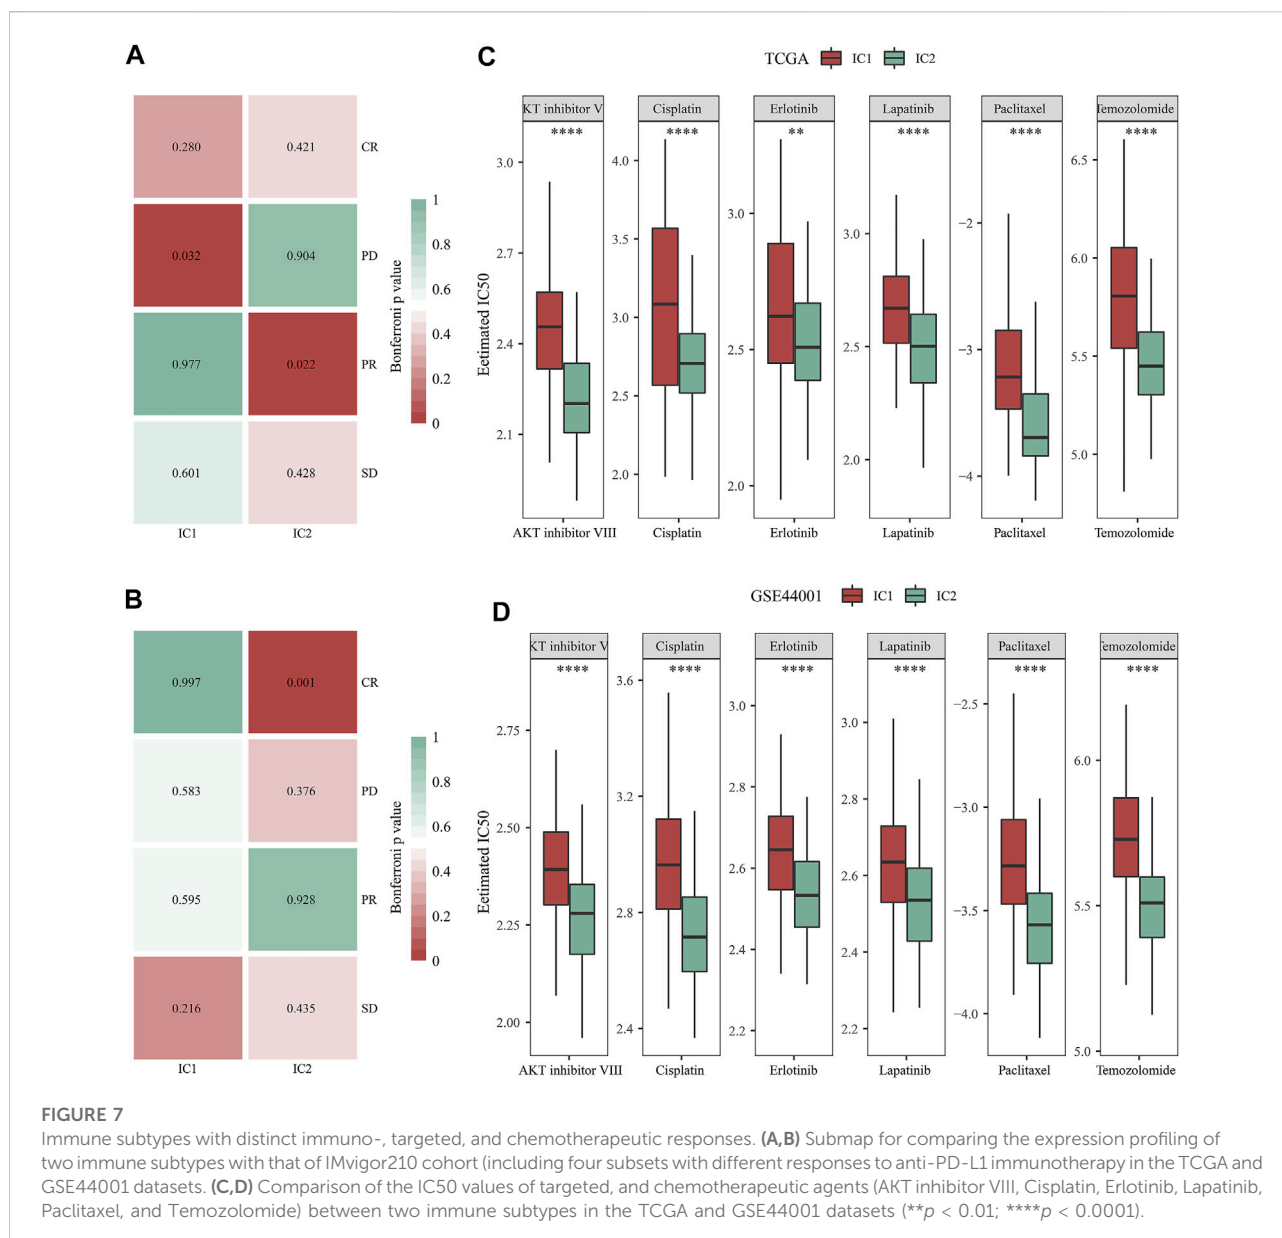 A
0.280 0.421 CR
0.032 0.904 PD
0.977 0.022 PR
0.601 0.428 SD
IC1 IC2
1
0.8
0.6
0.4
0.2
0
Bonferroni p value
C
TCGA IC1 IC2
Eetimated IC50
KT inhibitor V
****
3.0
2.7
2.4
2.1
AKT inhibitor VIII
Cisplatin
****
4.0
3.5
3.0
2.5
2.0
Cisplatin
Erlotinib
**
3.0
2.5
2.0
Erlotinib
Lapatinib
****
3.0
2.5
2.0
Lapatinib
Paclitaxel
****
−2
−3
−4
Paclitaxel
Temozolomide
****
6.5
6.0
5.5
5.0
Temozolomide
B
0.997 0.001 CR
0.583 0.376 PD
0.595 0.928 PR
0.216 0.435 SD
IC1 IC2
1
0.8
0.6
0.4
0.2
0
Bonferroni p value
D
GSE44001 IC1 IC2
Eetimated IC50
KT inhibitor V
****
2.75
2.50
2.25
2.00
AKT inhibitor VIII
Cisplatin
****
3.6
3.2
2.8
2.4
Cisplatin
Erlotinib
****
3.0
2.8
2.6
2.4
2.2
Erlotinib
Lapatinib
****
3.0
2.8
2.6
2.4
2.2
Lapatinib
Paclitaxel
****
−2.5
−3.0
−3.5
−4.0
Paclitaxel
Temozolomide
****
6.0
5.5
5.0
Temozolomide
FIGURE 7
Immune subtypes with distinct immuno-, targeted, and chemotherapeutic responses. (A,B) Submap for comparing the expression profiling of
two immune subtypes with that of IMvigor210 cohort (including four subsets with different responses to anti-PD-L1 immunotherapy in the TCGA and
GSE44001 datasets. (C,D) Comparison of the IC50 values of targeted, and chemotherapeutic agents (AKT inhibitor VIII, Cisplatin, Erlotinib, Lapatinib,
Paclitaxel, and Temozolomide) between two immune subtypes in the TCGA and GSE44001 datasets (**p < 0.01; ****p < 0.0001).